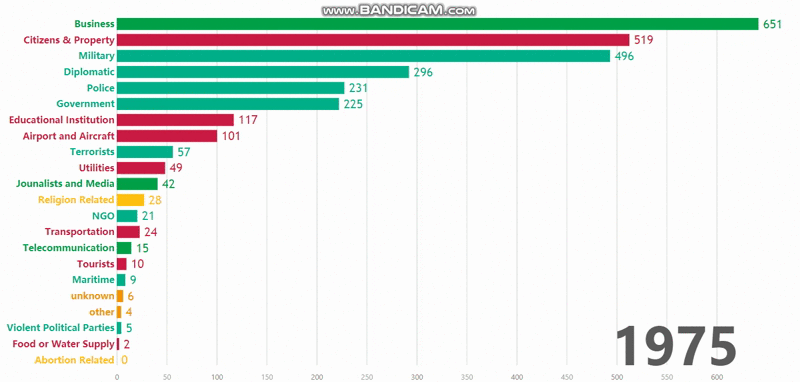 www.BANDICAM.com
Business 651
Citizens & Property 519
Military 496
Diplomatic 296
Police 231
Government 225
Educational Institution 117
Airport and Aircraft 101
Terrorists 57
Utilities 49
Jounalists and Media 42
Religion Related 28
NGO 21
Transportation 24
Telecommunication 15
Tourists 10
Maritime 9
unknown 6
other 4
Violent Political Parties 5
Food or Water Supply 2
Abortion Related 0
1975
0 50 100 150 200 250 300 350 400 450 500 550 600